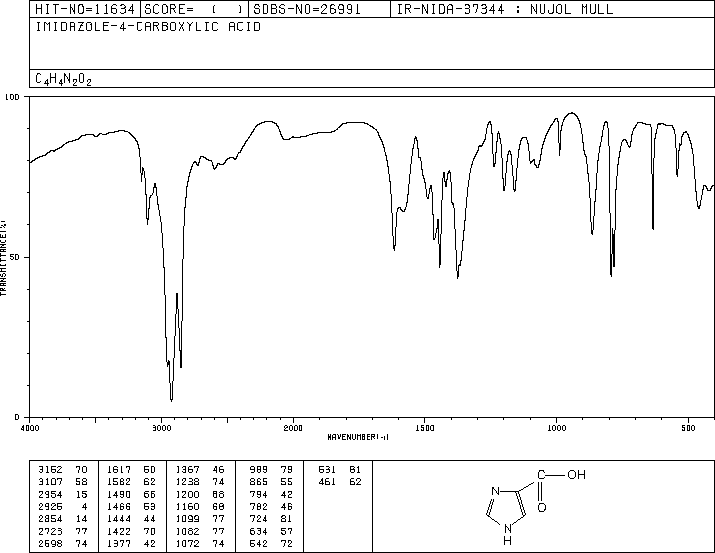 HIT-NO=11634 SCORE= ( ) SDBS-NO=26991 IR-NIDA-37344 : NUJOL MULL
IMIDAZOLE-4-CARBOXYLIC ACID
C4H4N2O2
100
50
0
TRANSMITTANCE(%)
4000 3000 2000 1500 1000 500
WAVENUMBER(-1)
3152 70 1617 50 1367 46 989 79 631 81
3107 58 1582 62 1238 74 865 55 461 62
2954 15 1490 66 1200 68 794 42
2925 4 1466 53 1160 68 782 45
2854 14 1444 44 1099 77 724 81
2723 77 1422 70 1082 77 634 57
2598 74 1377 42 1072 74 542 72
N
N
H
C
OH
O